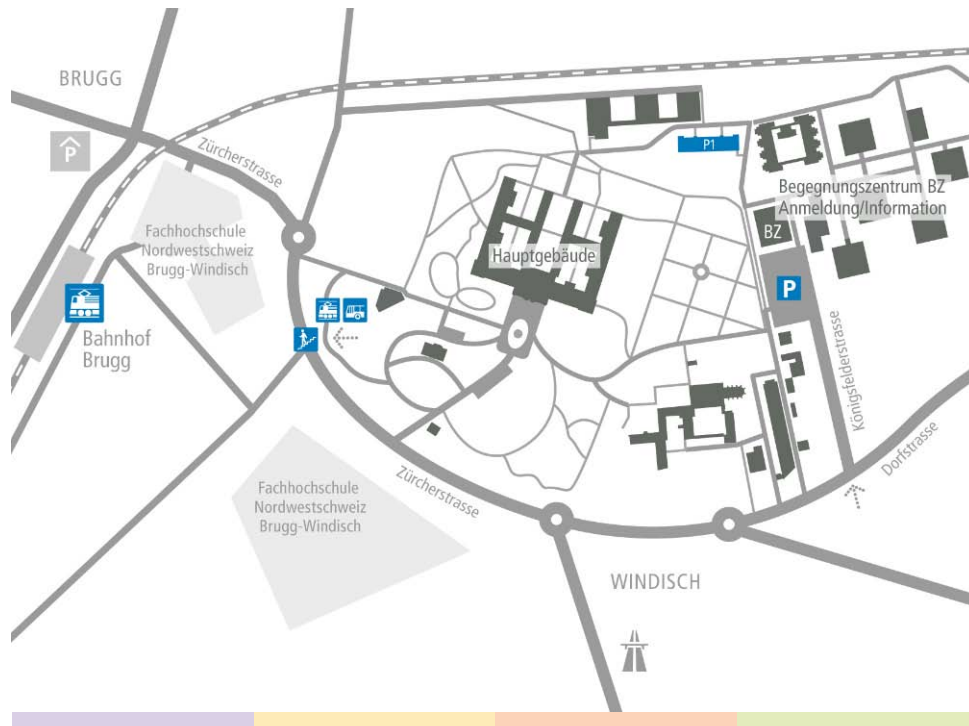 BRUGG
P
Zürcherstrasse
P1
Begegnungszentrum BZ
Anmeldung/Information
BZ
Fachhochschule
Nordwestschweiz
Brugg-Windisch
Hauptgebäude
P
Bahnhof
Brugg
Königsfelderstrasse
Dorfstrasse
Fachhochschule
Nordwestschweiz
Brugg-Windisch
Zürcherstrasse
WINDISCH